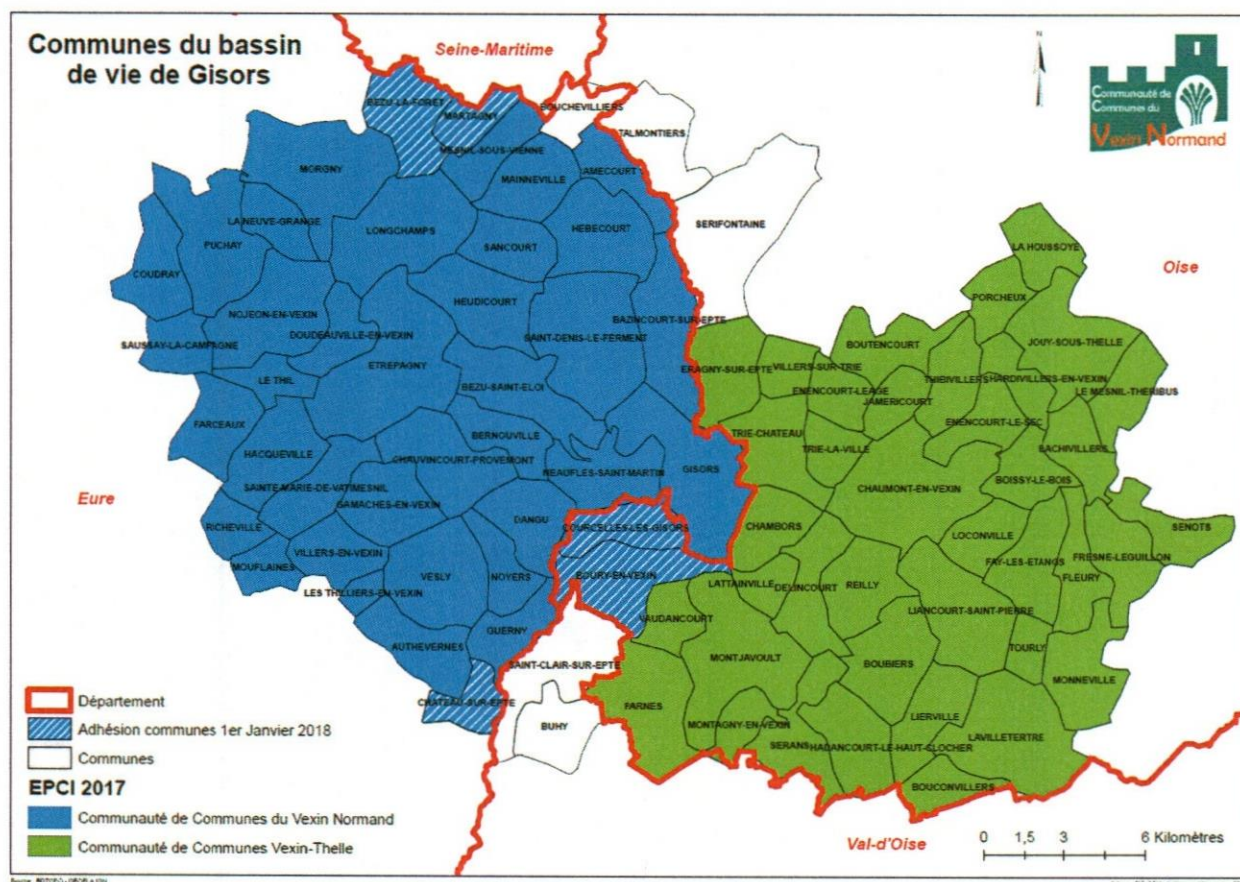 Communes du bassin
de vie de Gisors
Seine-Maritime
N
Communauté de
Communes du
Vexin Normand
BEZU-LA-FORET
MARTAGNY
BOUCHEVILLIERS
TALMONTIERS
MESNIL-SOUS-VIENNE
MORGNY
MAINNEVILLE
AMECOURT
LA NEUVE-GRANGE
LONGCHAMPS
HEBECOURT
SERIFONTAINE
PUCHAY
SANCOURT
LA HOUSSOYE
COUDRAY
Oise
HEUDICOURT
PORCHEUX
NOJEON-EN-VEXIN
BAZINCOURT-SUR-EPTE
DOUDEAUVILLE-EN-VEXIN
SAINT-DENIS-LE-FERMENT
SAUSSAY-LA-CAMPAGNE
BOUTENCOURT
JOUY-SOUS-THELLE
ETREPAGNY
ERAGNY-SUR-EPTE
VILLERS-SUR-TRIE
LE THIL
BEZU-SAINT-ELOI
ENENCOURT-LEAGE
THIBIVILLERS
HARDIVILLERS-EN-VEXIN
LE MESNIL-THERIBUS
JAMERICOURT
FARCEAUX
ENENCOURT-LE-SEC
BERNOUVILLE
TRIE-CHATEAU
HACQUEVILLE
TRIE-LA-VILLE
BACHIVILLERS
CHAUVINCOURT-PROVEMONT
NEAUFLES-SAINT-MARTIN
GISORS
SAINTE-MARIE-DE-VATIMESNIL
CHAUMONT-EN-VEXIN
BOISSY-LE-BOIS
Eure
GAMACHES-EN-VEXIN
DANGU
RICHEVILLE
COURCELLES-LES-GISORS
CHAMBORS
SENOTS
LOCONVILLE
VILLERS-EN-VEXIN
FAY-LES-ETANGS
FRESNE-LEGUILLON
MOUFLAINES
VESLY
NOYERS
BOURY-EN-VEXIN
FLEURY
LATTAINVILLE
DELINCOURT
REILLY
LES THILLIERS-EN-VEXIN
LIANCOURT-SAINT-PIERRE
VAUDANCOURT
GUERNY
AUTHEVERNES
TOURLY
SAINT-CLAIR-SUR-EPTE
MONTJAVOULT
BOUBIERS
MONNEVILLE
CHATEAU-SUR-EPTE
PARNES
LIERVILLE
BUHY
MONTAGNY-EN-VEXIN
LAVILLETERTRE
SERANS
HADANCOURT-LE-HAUT-CLOCHER
BOUCONVILLERS
Département
Adhésion communes 1er Janvier 2018
Communes
EPCI 2017
Communauté de Communes du Vexin Normand
Communauté de Communes Vexin-Thelle
Val-d'Oise
0 1,5 3 6 Kilomètres